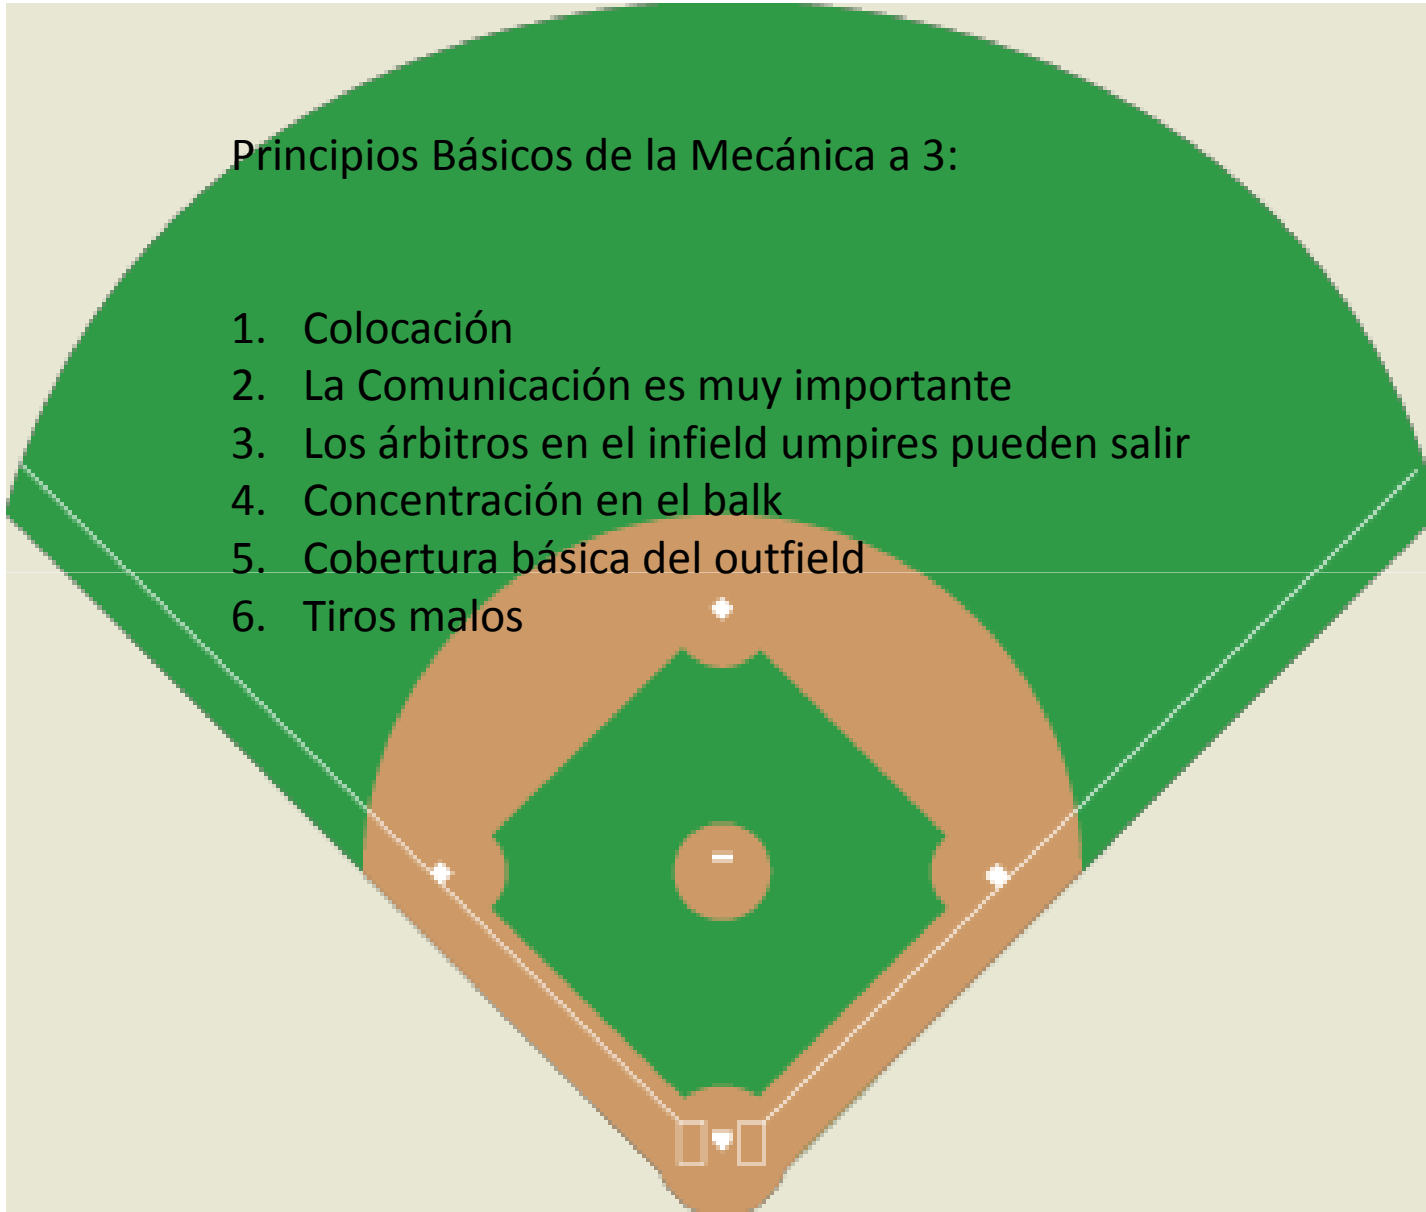 Principios Básicos de la Mecánica a 3:
1. Colocación
2. La Comunicación es muy importante
3. Los árbitros en el infield umpires pueden salir
4. Concentración en el balk
5. Cobertura básica del outfield
6. Tiros malos